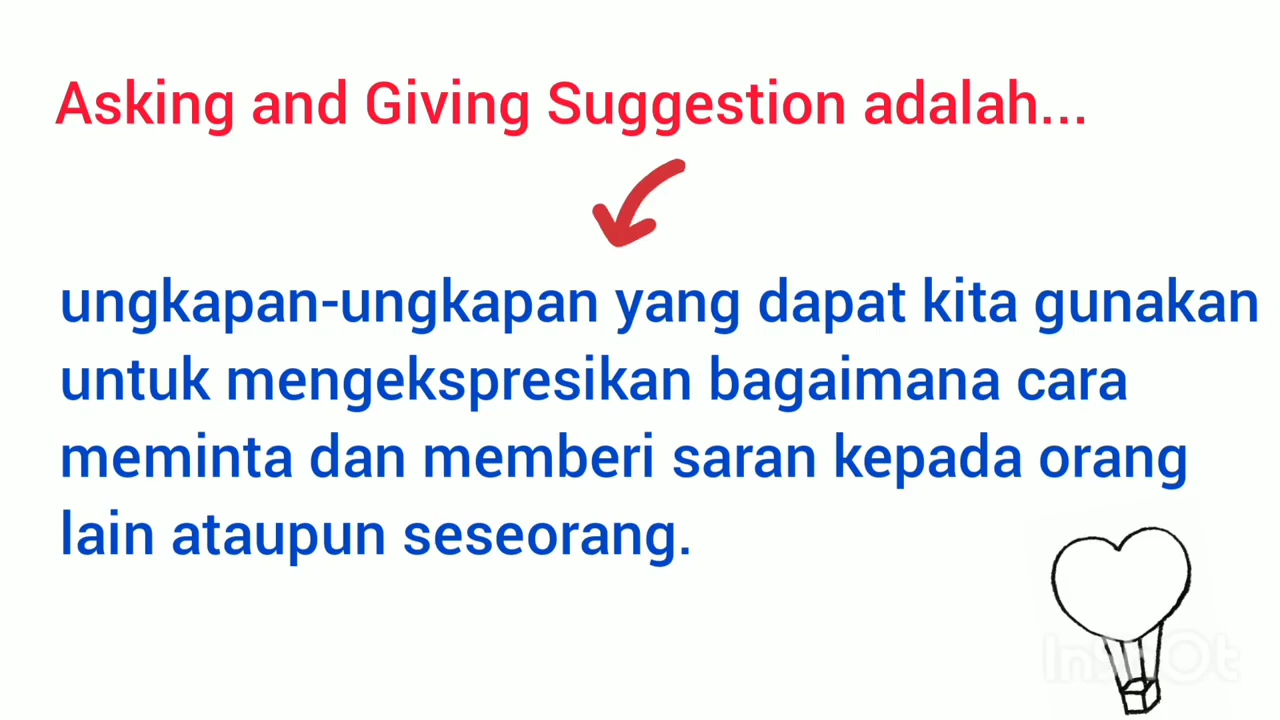 Asking and Giving Suggestion adalah...
ungkapan-ungkapan yang dapat kita gunakan
untuk mengekspresikan bagaimana cara
meminta dan memberi saran kepada orang
lain ataupun seseorang.
InShOt